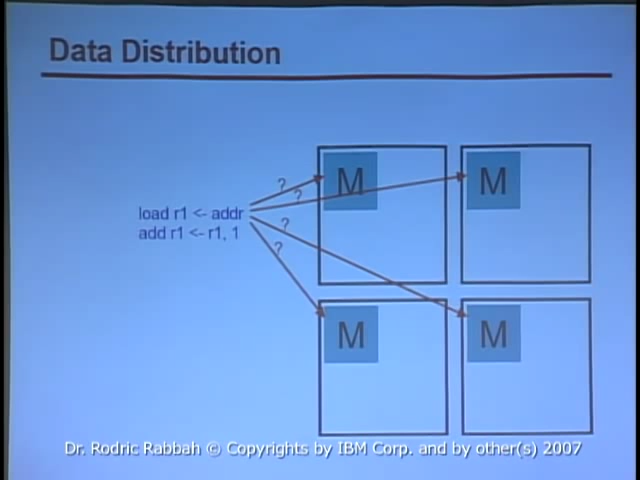 Data Distribution
M
M
?
?
load r1 <- addr
add r1 <- r1, 1
?
?
M
M
Dr. Rodric Rabbah © Copyrights by IBM Corp. and by other(s) 2007